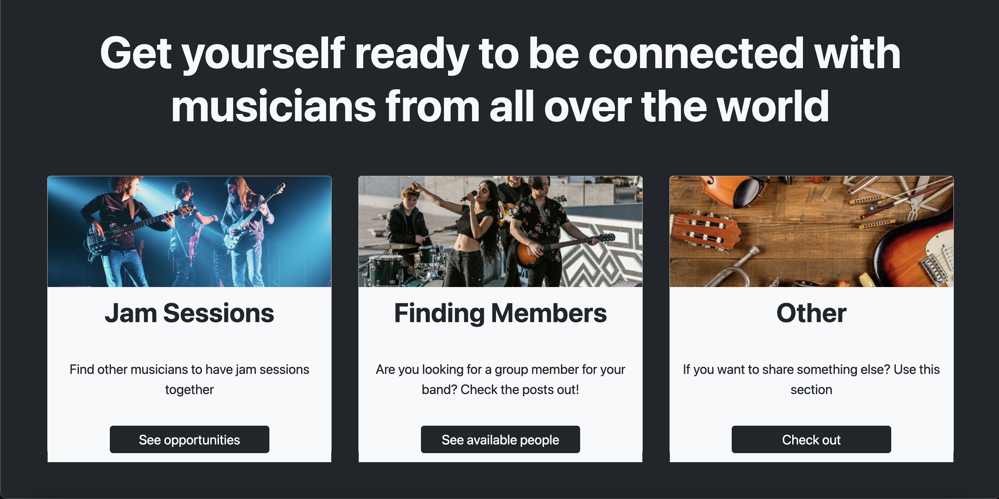 Get yourself ready to be connected with
musicians from all over the world
Jam Sessions
Find other musicians to have jam sessions
together
See opportunities
Finding Members
Are you looking for a group member for your
band? Check the posts out!
See available people
Other
If you want to share something else? Use this
section
Check out